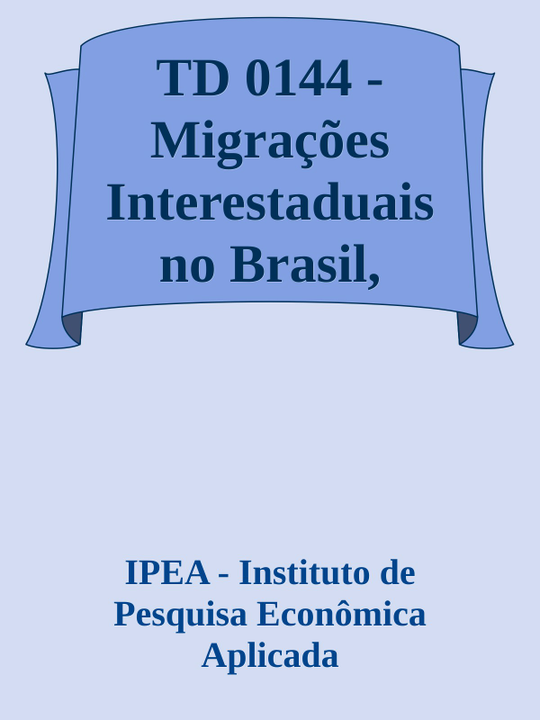 TD 0144 -
Migrações
Interestaduais
no Brasil,
IPEA - Instituto de
Pesquisa Econômica
Aplicada